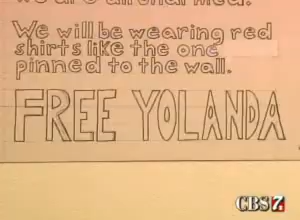 We will be wearing red
shirts like the one
pinned to the wall.
FREE YOLANDA
CBS 7.